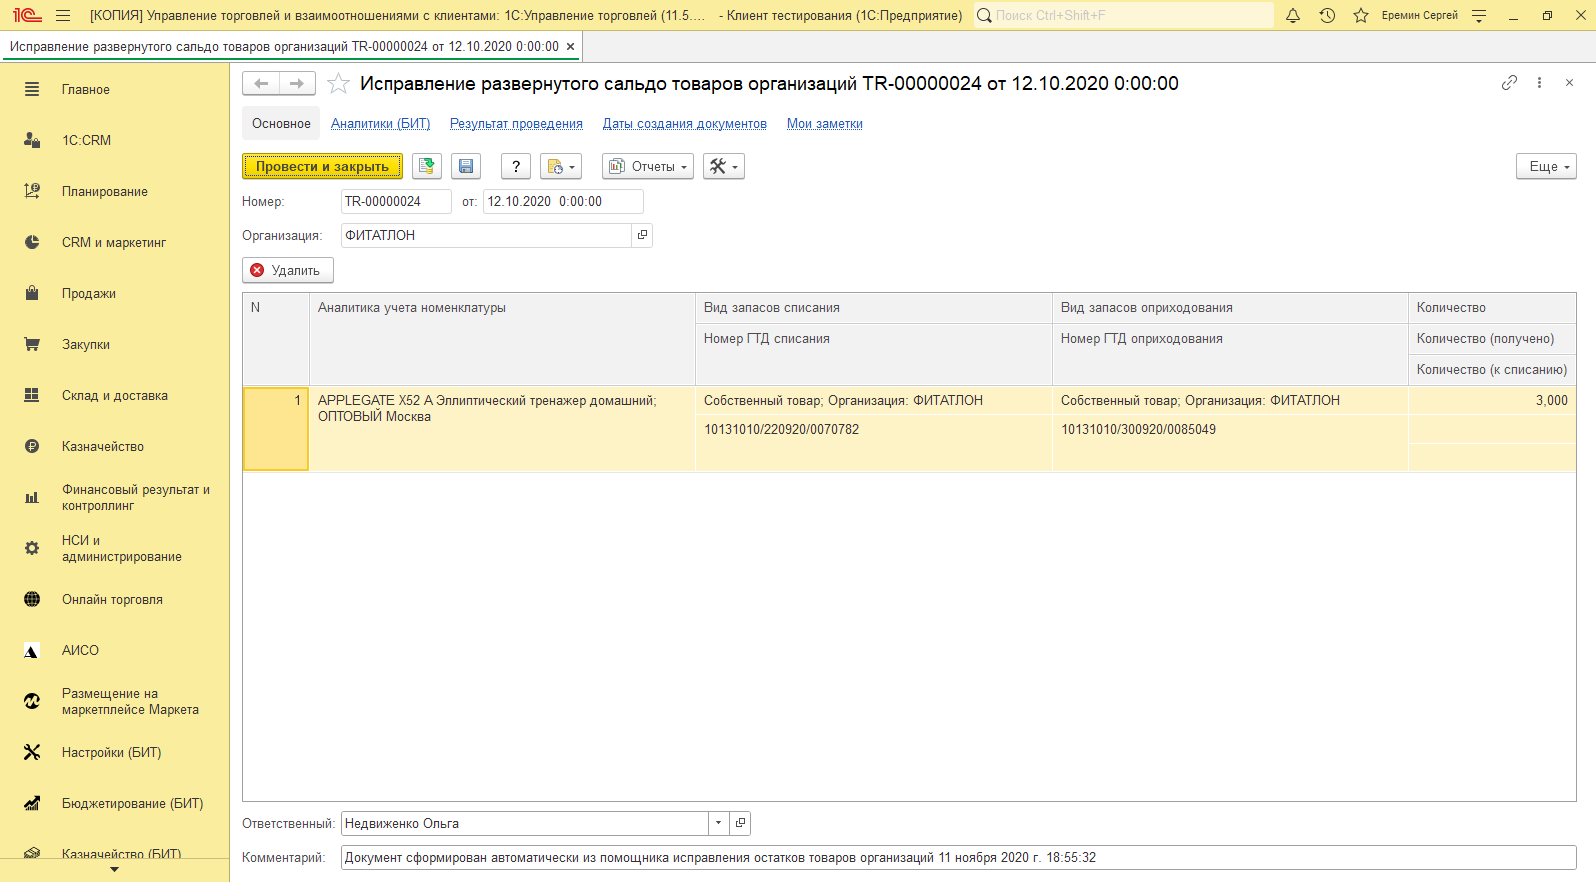 [КОПИЯ] Управление торговлей и взаимоотношениями с клиентами: 1С:Управление торговлей (11.5.... - Клиент тестирования (1С:Предприятие)
Поиск Ctrl+Shift+F
Еремин Сергей
Исправление развернутого сальдо товаров организаций TR-00000024 от 12.10.2020 0:00:00
Главное
1С:CRM
Планирование
CRM и маркетинг
Продажи
Закупки
Склад и доставка
Казначейство
Финансовый результат и
контроллинг
НСИ и
администрирование
Онлайн торговля
АИСО
Размещение на
маркетплейсе Маркета
Настройки (БИТ)
Бюджетирование (БИТ)
Казначейство (БИТ)
Исправление развернутого сальдо товаров организаций TR-00000024 от 12.10.2020 0:00:00
Основное Аналитики (БИТ) Результат проведения Даты создания документов Мои заметки
Провести и закрыть ? Отчеты Еще
Номер: TR-00000024 от: 12.10.2020 0:00:00
Организация: ФИТАТЛОН
Удалить
N Аналитика учета номенклатуры Вид запасов списания Вид запасов оприходования Количество
Номер ГТД списания Номер ГТД оприходования Количество (получено)
Количество (к списанию)
1 APPLEGATE X52 A Эллиптический тренажер домашний; Собственный товар; Организация: ФИТАТЛОН Собственный товар; Организация: ФИТАТЛОН 3,000
ОПТОВЫЙ Москва
10131010/220920/0070782 10131010/300920/0085049
Ответственный: Недвиженко Ольга
Комментарий: Документ сформирован автоматически из помощника исправления остатков товаров организаций 11 ноября 2020 г. 18:55:32